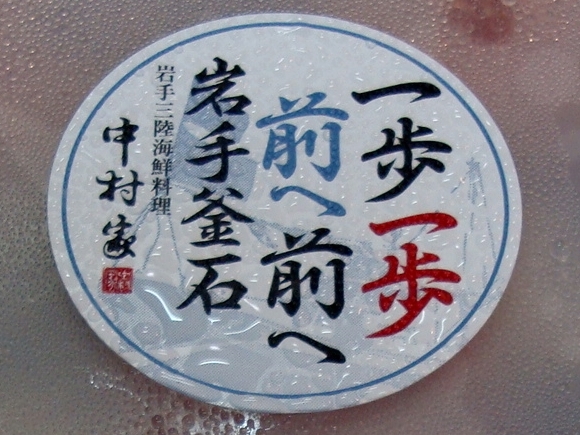 一歩一歩
前へ前へ
岩手釜石
岩手三陸海鮮料理
中村家